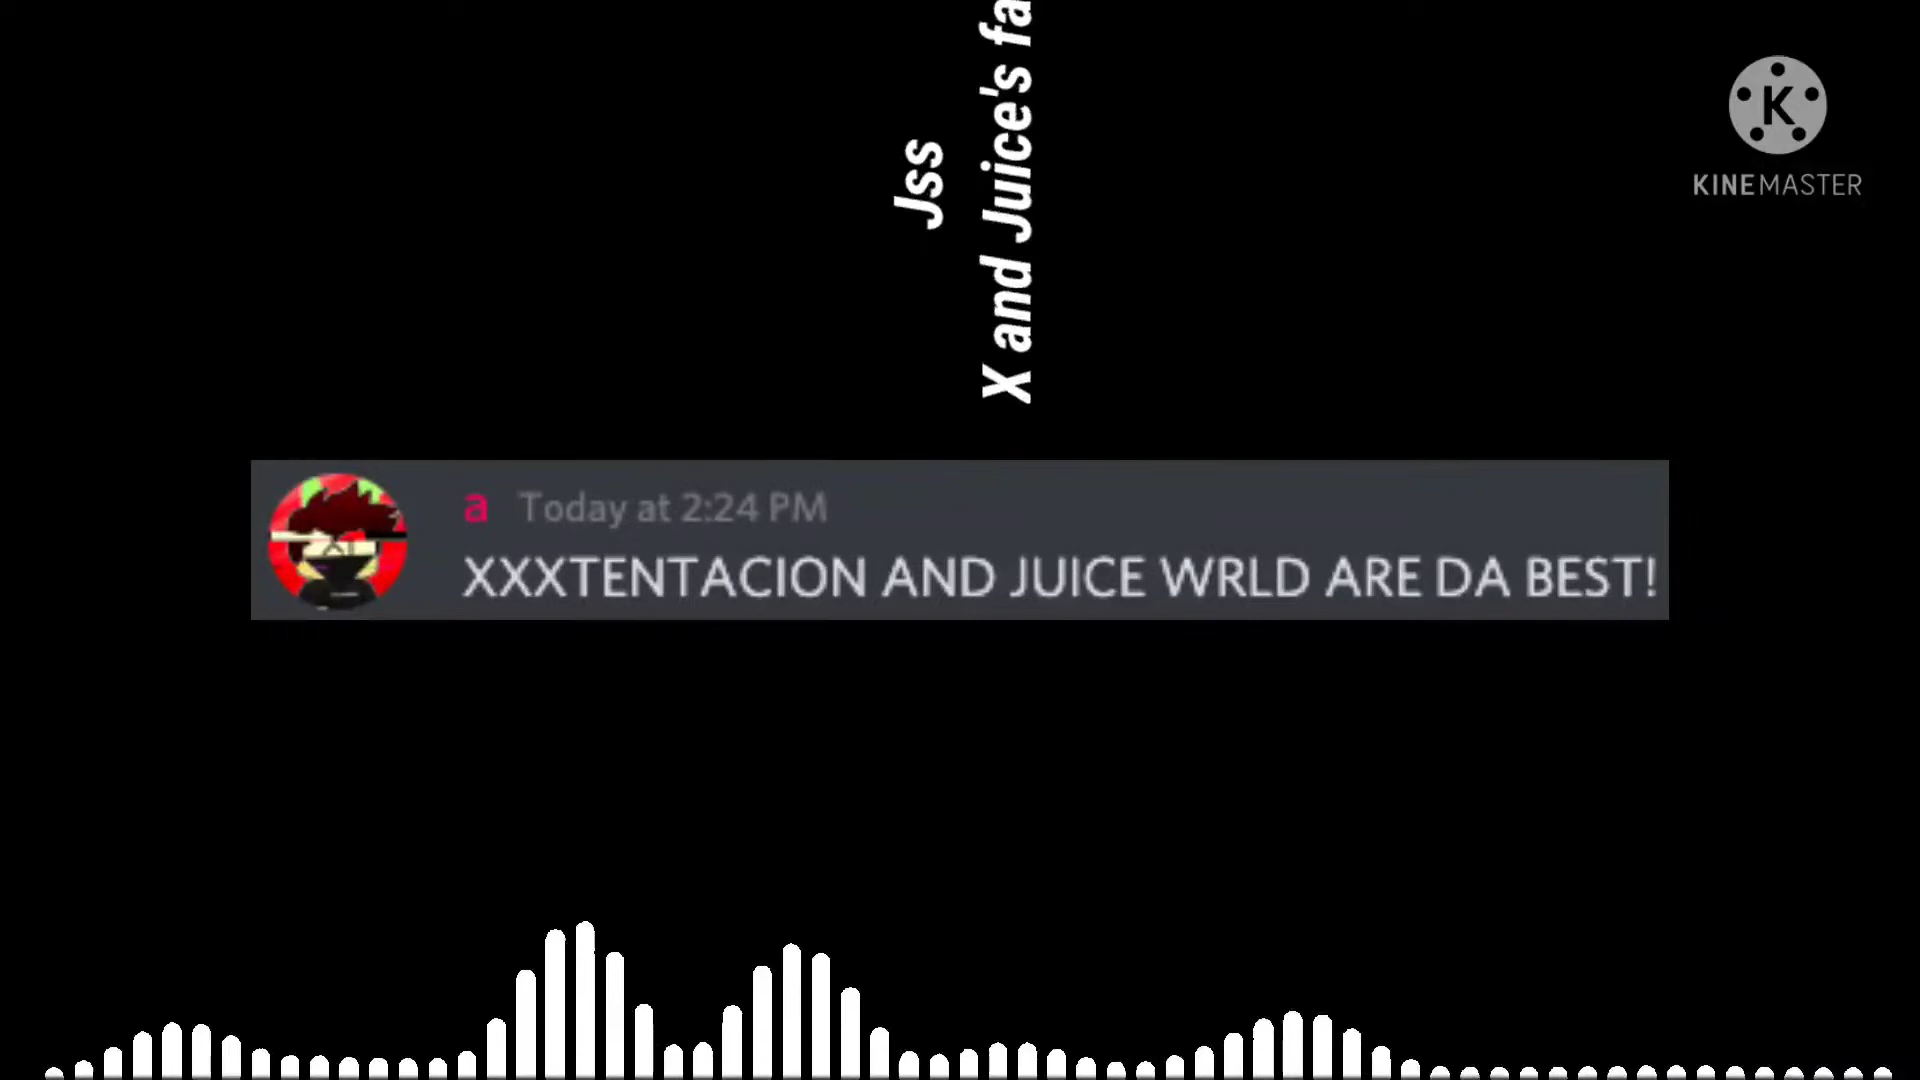 Jss
X and Juice's fa
K
KINEMASTER
a Today at 2:24 PM
XXXTENTACION AND JUICE WRLD ARE DA BEST!